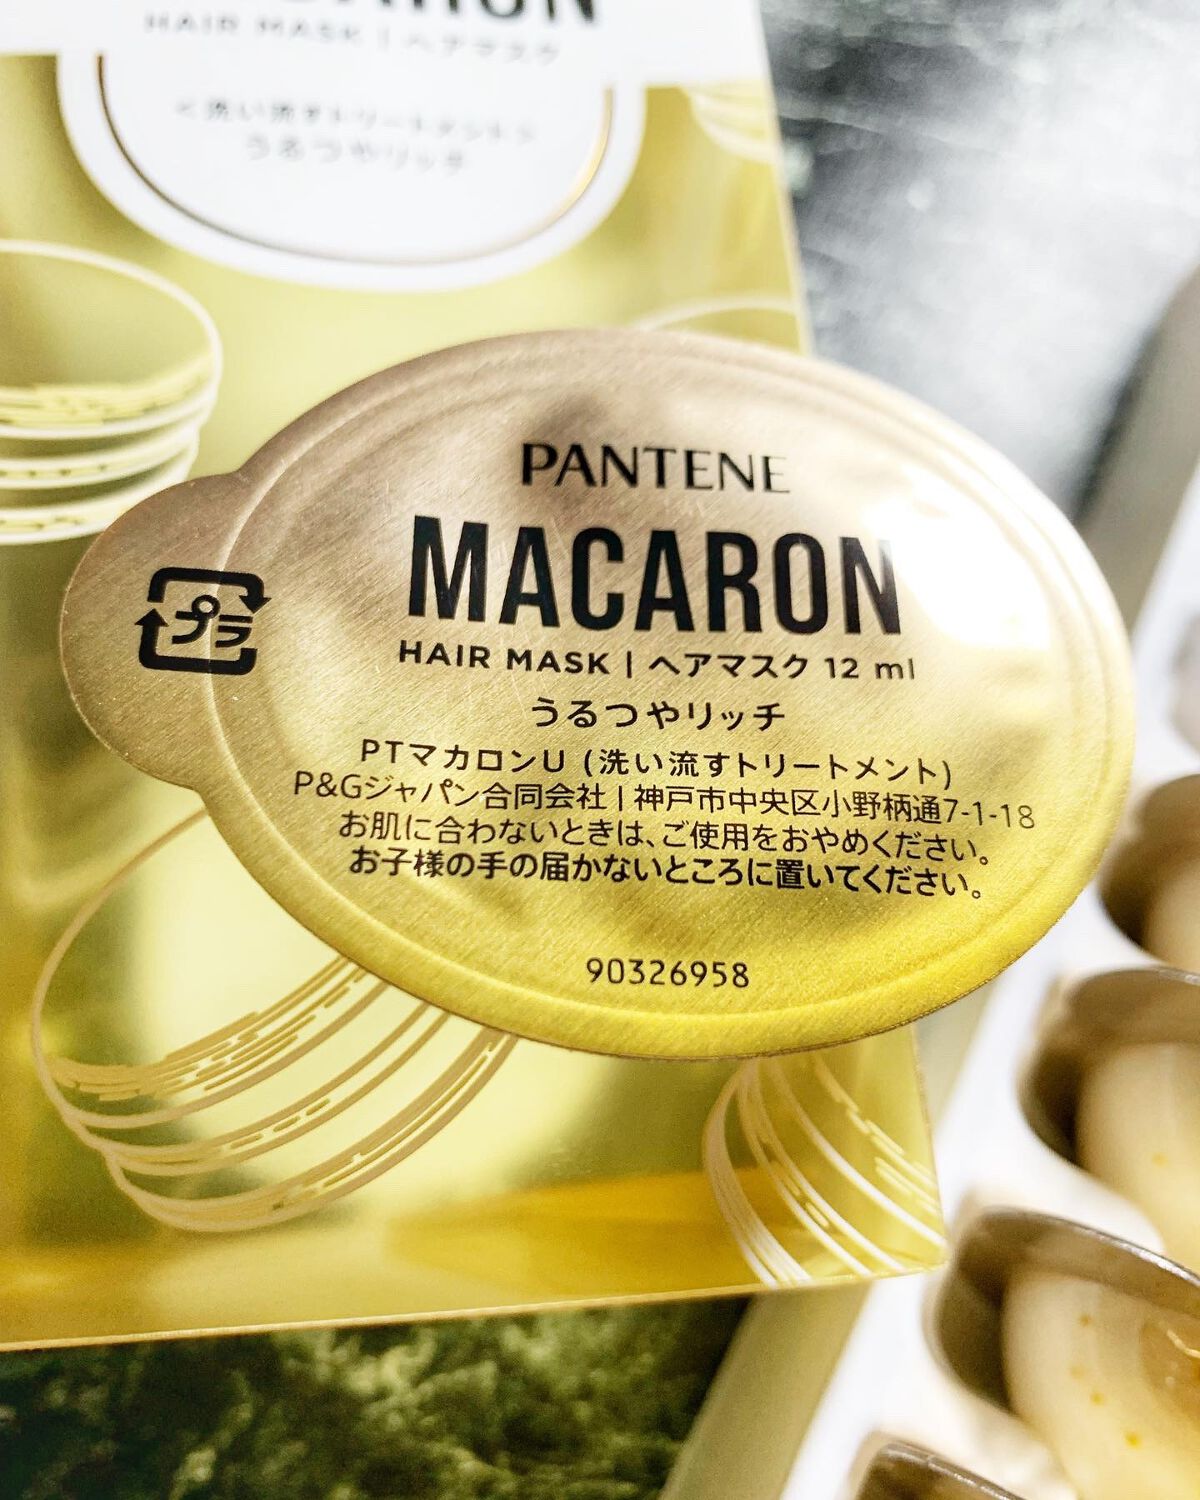 MACARON
HAIR MASK | ヘアマスク
<洗い流すトリートメント>
うるつやリッチ
PANTENE
MACARON
HAIR MASK | ヘアマスク 12 ml
うるつやリッチ
PTマカロンU (洗い流すトリートメント)
P&Gジャパン合同会社 | 神戸市中央区小野柄通7-1-18
お肌に合わないときは、ご使用をおやめください。
お子様の手の届かないところに置いてください。
プラ
90326958